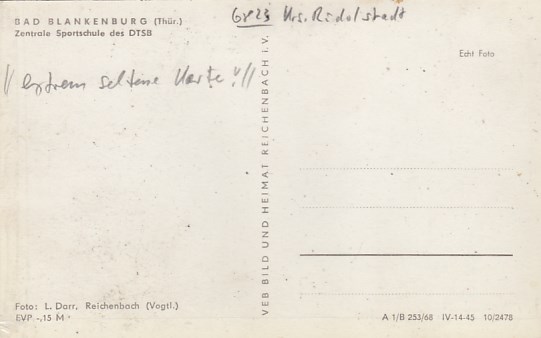 BAD BLANKENBURG (Thür.)
Zentrale Sportschule des DTSB
6823 Krs. Rudolstadt
Echt Foto
!! extrem seltene Karte !!!
VEB BILD UND HEIMAT REICHENBACH i. V.
Foto: L. Darr, Reichenbach (Vogtl.)
EVP -,15 M
A 1/B 253/68 IV-14-45 10/2478